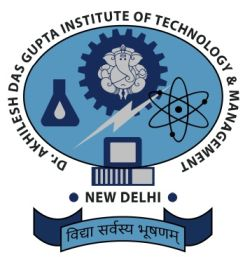 Dr. AKHILESH DAS GUPTA INSTITUTE OF TECHNOLOGY & MANAGEMENT
NEW DELHI
विद्या सर्वस्य भूषणम्